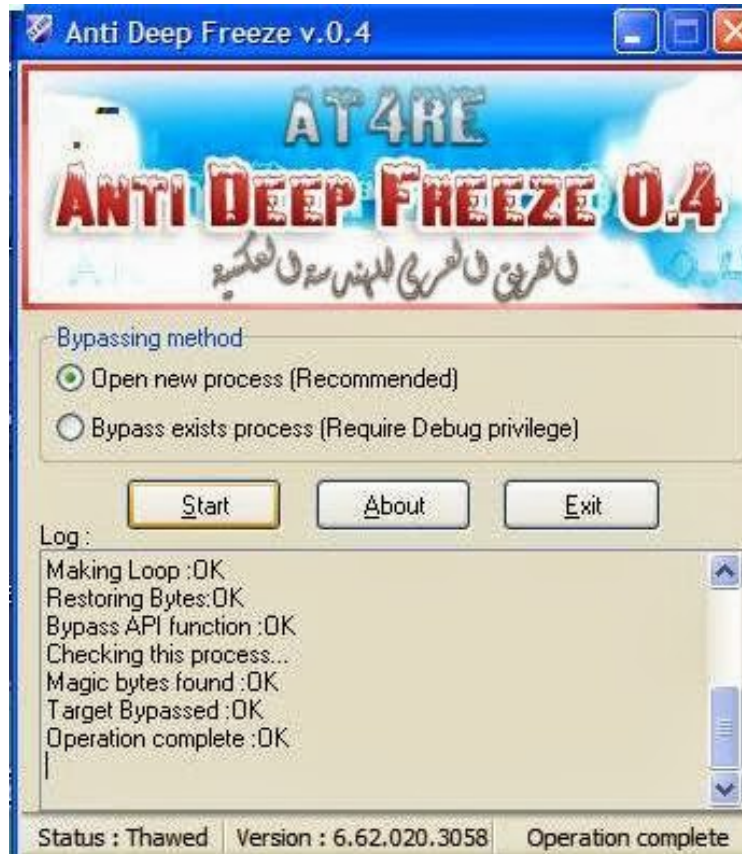 Anti Deep Freeze v.0.4
AT4RE
ANTI DEEP FREEZE 0.4
الفريق العربي للهندسة العكسية
Bypassing method
Open new process (Recommended)
Bypass exists process (Require Debug privilege)
Start About Exit
Log :
Making Loop :OK
Restoring Bytes:OK
Bypass API function :OK
Checking this process...
Magic bytes found :OK
Target Bypassed :OK
Operation complete :OK
Status : Thawed Version : 6.62.020.3058 Operation complete